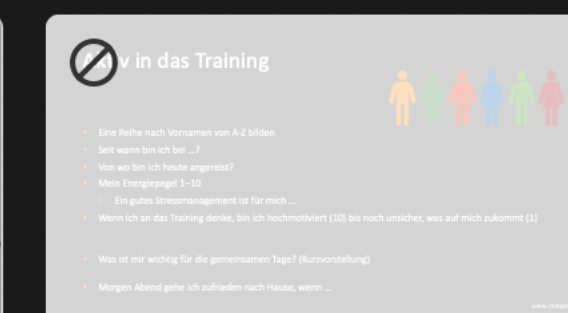 Aktiv in das Training
Eine Reihe nach Vornamen von A-Z bilden
Seit wann bin ich bei ...?
Von wo bin ich heute angereist?
Mein Energiepegel 1–10
Ein gutes Stressmanagement ist für mich ...
Wenn ich an das Training denke, bin ich hochmotiviert (10) bis noch unsicher, was auf mich zukommt (1)
Was ist mir wichtig für die gemeinsamen Tage? (Kurzvorstellung)
Morgen Abend gehe ich zufrieden nach Hause, wenn ...